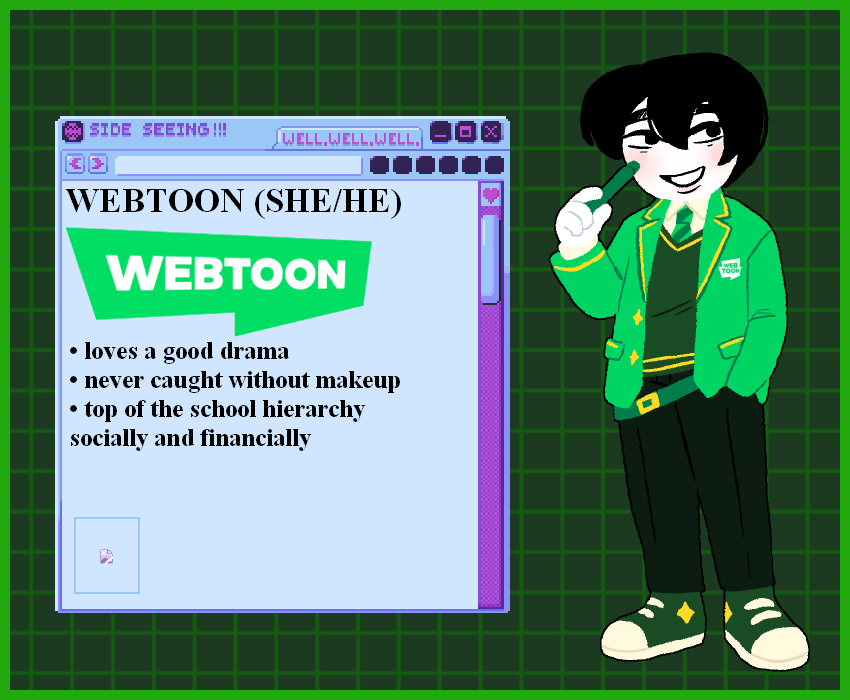 SIDE SEEING!!!
WELL.WELL.WELL.
WEBTOON (SHE/HE)
WEBTOON
• loves a good drama
• never caught without makeup
• top of the school hierarchy
socially and financially
WEB
TOON